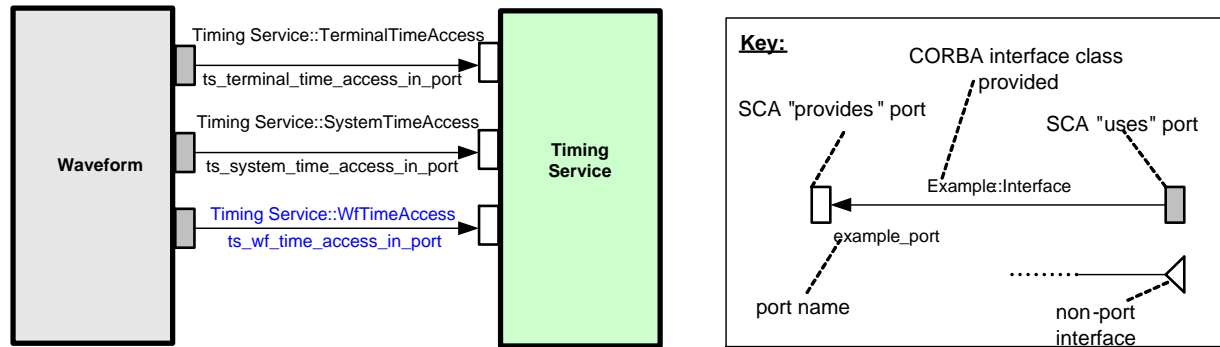 Timing Service::TerminalTimeAccess
ts_terminal_time_access_in_port
Timing Service::SystemTimeAccess
ts_system_time_access_in_port
Waveform
Timing
Service
Timing Service::WfTimeAccess
ts_wf_time_access_in_port
Key:
CORBA interface class
provided
SCA "provides" port
SCA "uses" port
Example::Interface
example_port
port name
non-port
interface